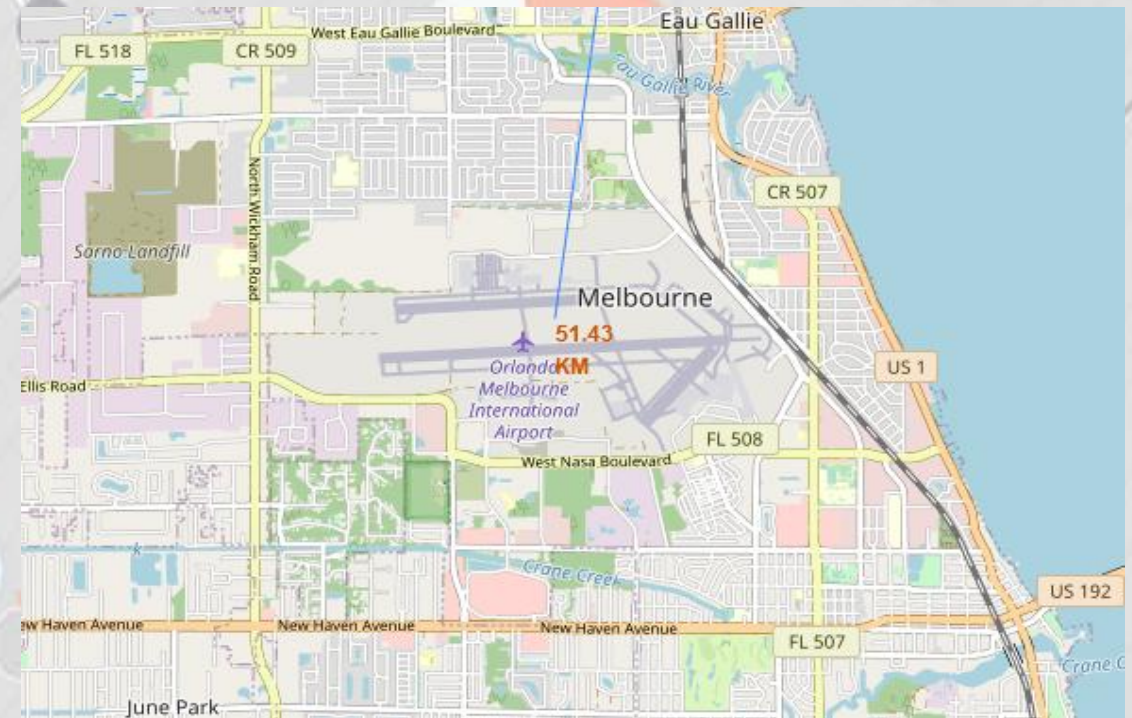 Eau Gallie
West Eau Gallie Boulevard
FL 518
CR 509
Eau Gallie River
CR 507
North Wickham Road
Sarno Landfill
Melbourne
51.43
KM
Orlando
Melbourne
International
Airport
US 1
Ellis Road
FL 508
West Nasa Boulevard
Crane Creek
US 192
ew Haven Avenue
New Haven Avenue
New Haven Avenue
FL 507
Crane C
June Park